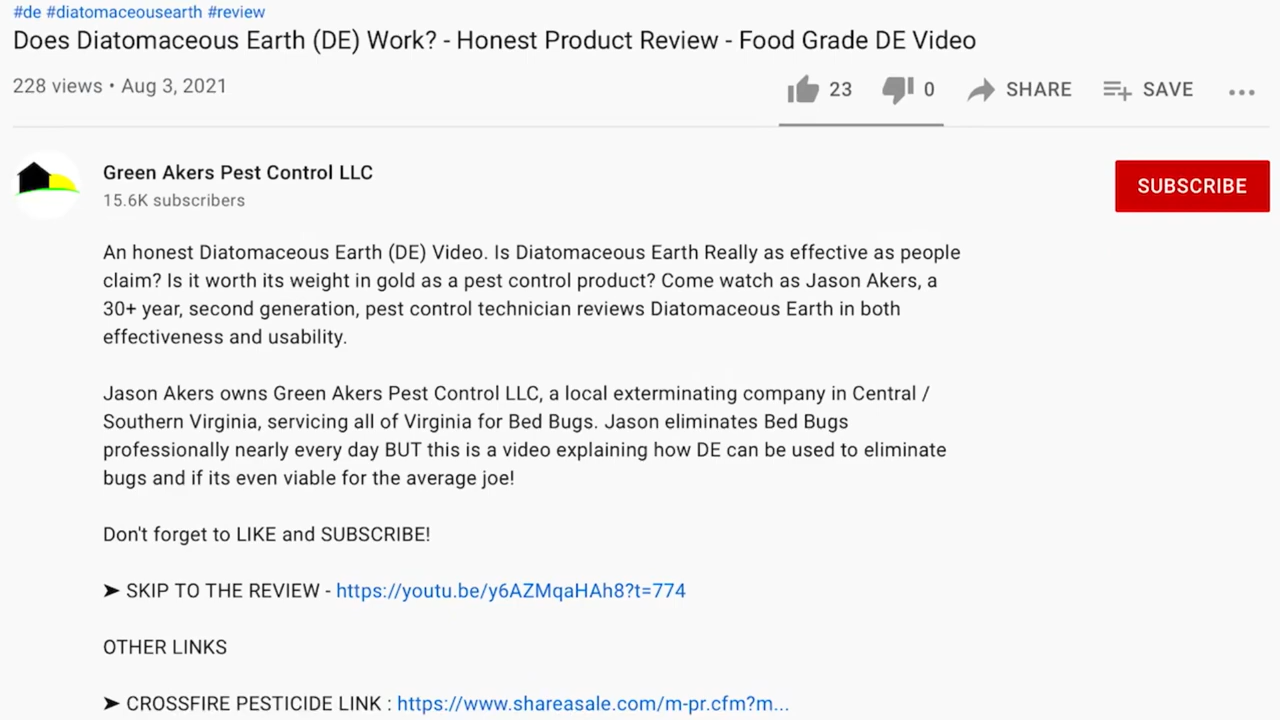 #de #diatomaceousearth #review
Does Diatomaceous Earth (DE) Work? - Honest Product Review - Food Grade DE Video
228 views • Aug 3, 2021
23
0
SHARE
SAVE
Green Akers Pest Control LLC
15.6K subscribers
SUBSCRIBE
An honest Diatomaceous Earth (DE) Video. Is Diatomaceous Earth Really as effective as people
claim? Is it worth its weight in gold as a pest control product? Come watch as Jason Akers, a
30+ year, second generation, pest control technician reviews Diatomaceous Earth in both
effectiveness and usability.
Jason Akers owns Green Akers Pest Control LLC, a local exterminating company in Central /
Southern Virginia, servicing all of Virginia for Bed Bugs. Jason eliminates Bed Bugs
professionally nearly every day BUT this is a video explaining how DE can be used to eliminate
bugs and if its even viable for the average joe!
Don't forget to LIKE and SUBSCRIBE!
➤ SKIP TO THE REVIEW - https://youtu.be/y6AZMqaHAh8?t=774
OTHER LINKS
➤ CROSSFIRE PESTICIDE LINK : https://www.shareasale.com/m-pr.cfm?m...